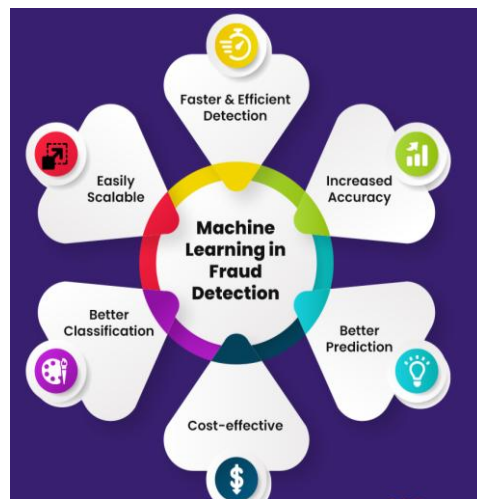 Faster & Efficient
Detection
Easily
Scalable
Increased
Accuracy
Machine
Learning in
Fraud
Detection
Better
Classification
Better
Prediction
Cost-effective
$